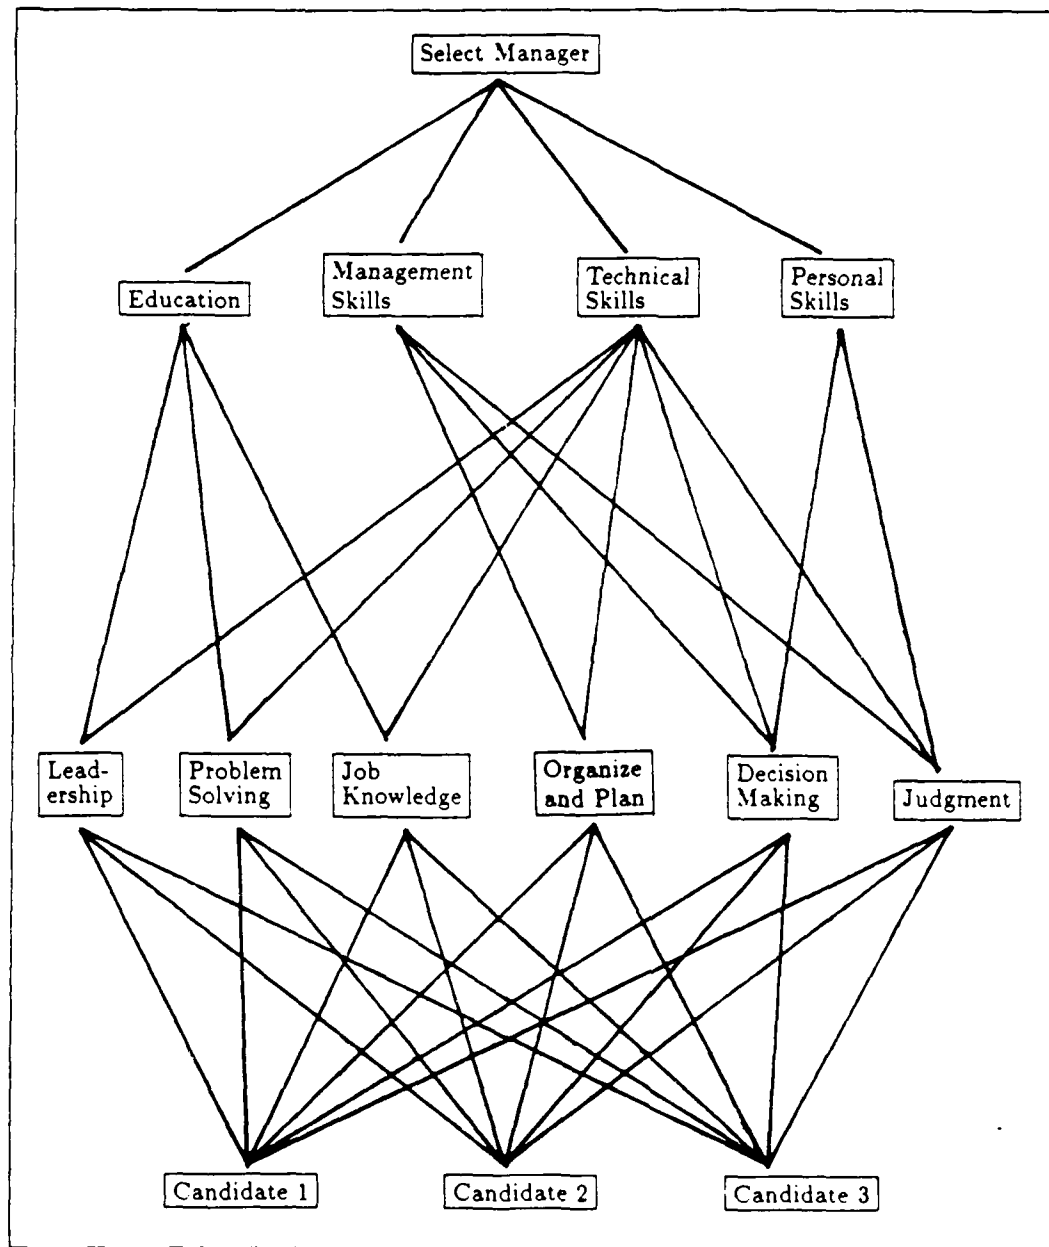 Select Manager
Education
Management
Skills
Technical
Skills
Personal
Skills
Lead-
ership
Problem
Solving
Job
Knowledge
Organize
and Plan
Decision
Making
Judgment
Candidate 1
Candidate 2
Candidate 3